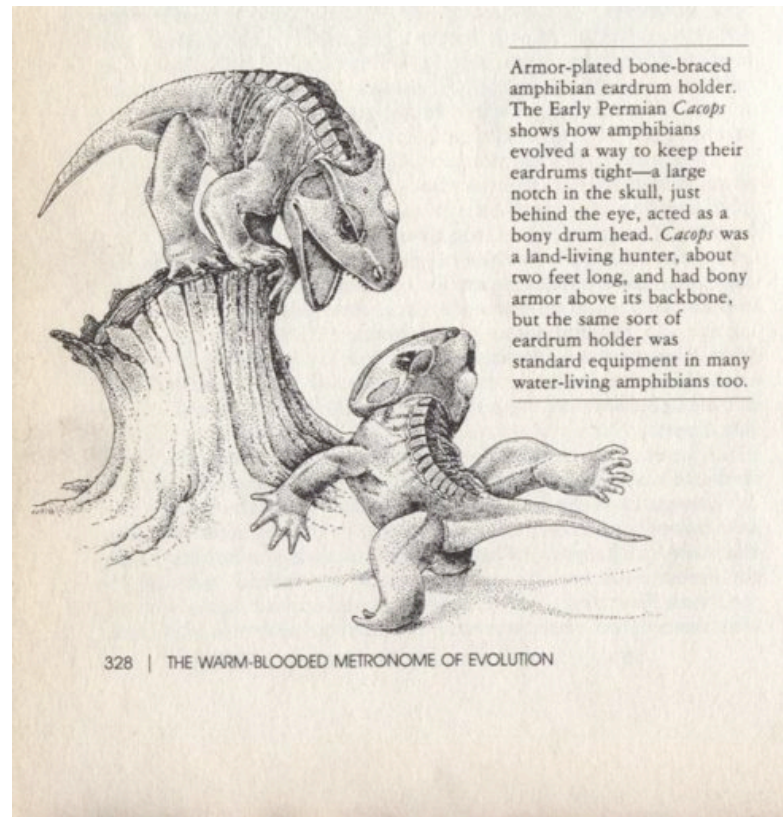 Armor-plated bone-braced
amphibian eardrum holder.
The Early Permian Cacops
shows how amphibians
evolved a way to keep their
eardrums tight—a large
notch in the skull, just
behind the eye, acted as a
bony drum head. Cacops was
a land-living hunter, about
two feet long, and had bony
armor above its backbone,
but the same sort of
eardrum holder was
standard equipment in many
water-living amphibians too.
328 | THE WARM-BLOODED METRONOME OF EVOLUTION